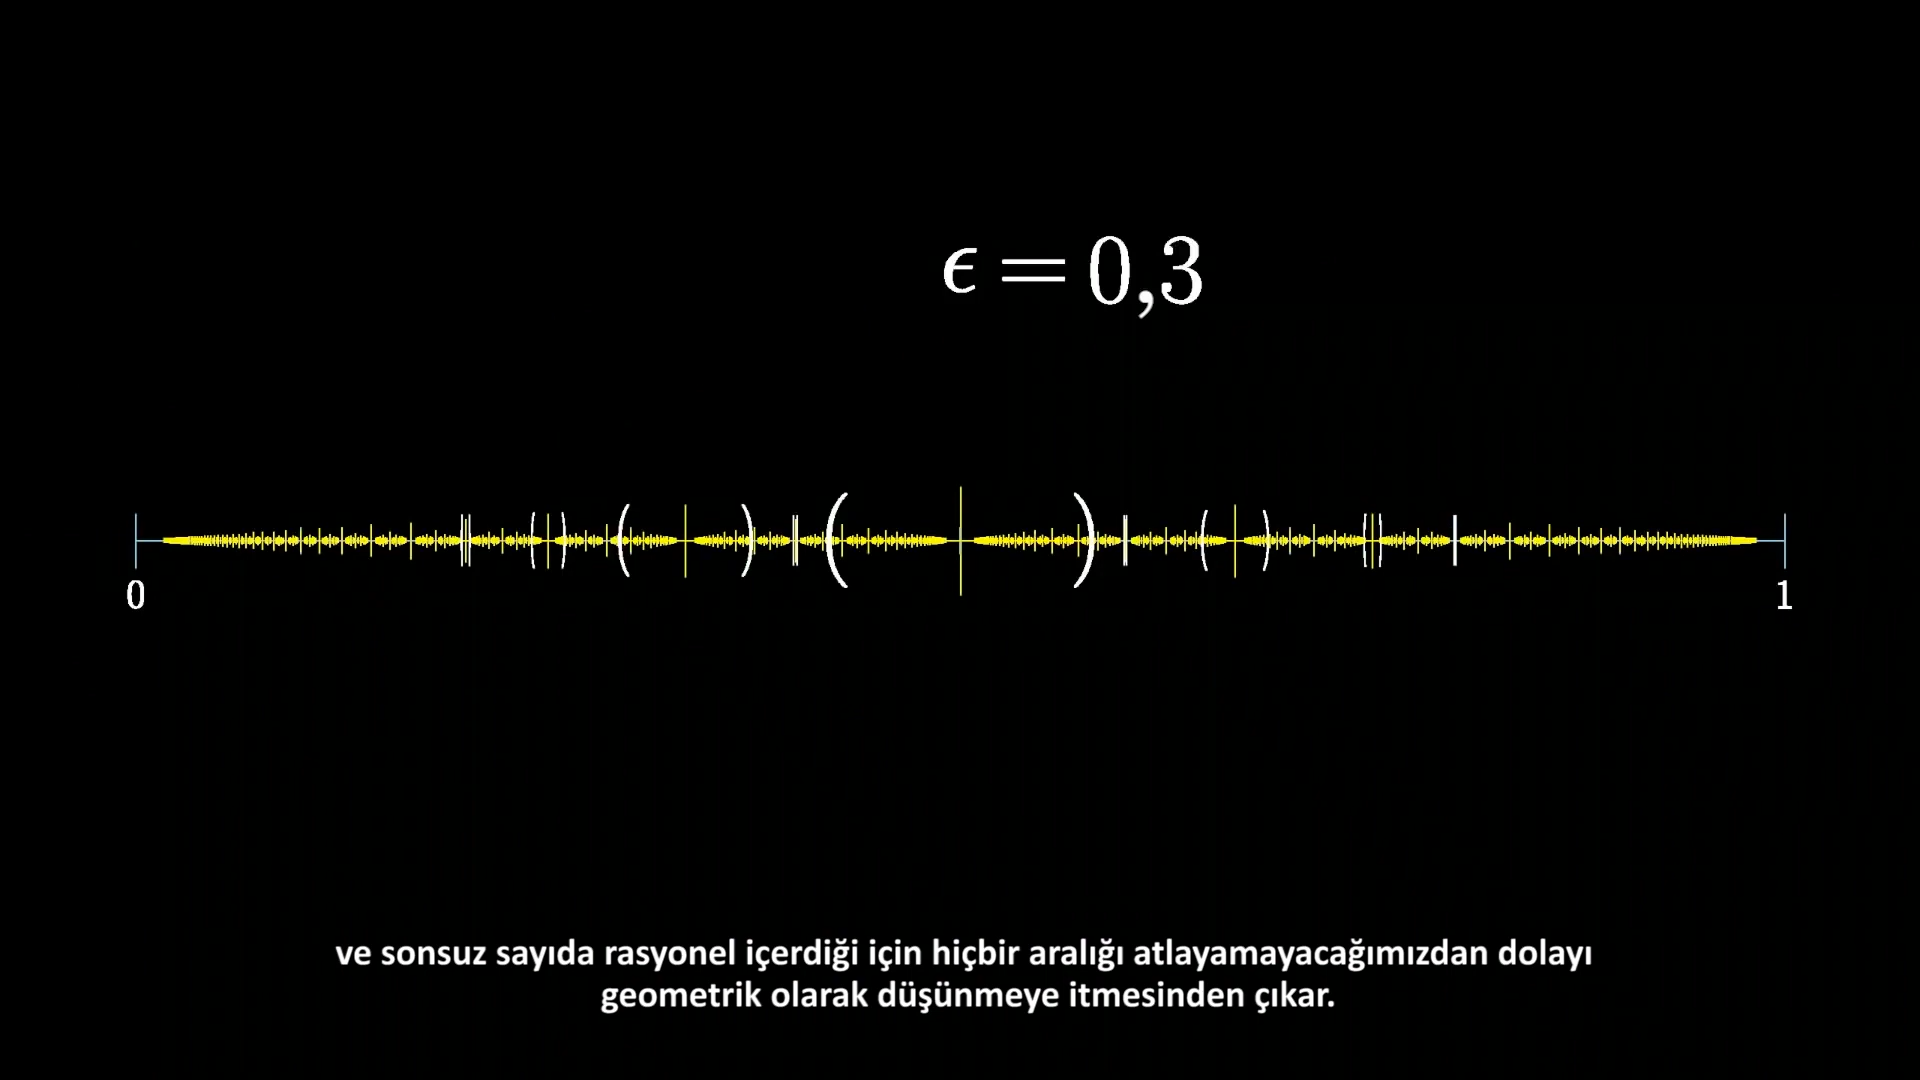 ϵ = 0,3
0
1
ve sonsuz sayıda rasyonel içerdiği için hiçbir aralığı atlayamayacağımızdan dolayı
geometrik olarak düşünmeye itmesinden çıkar.